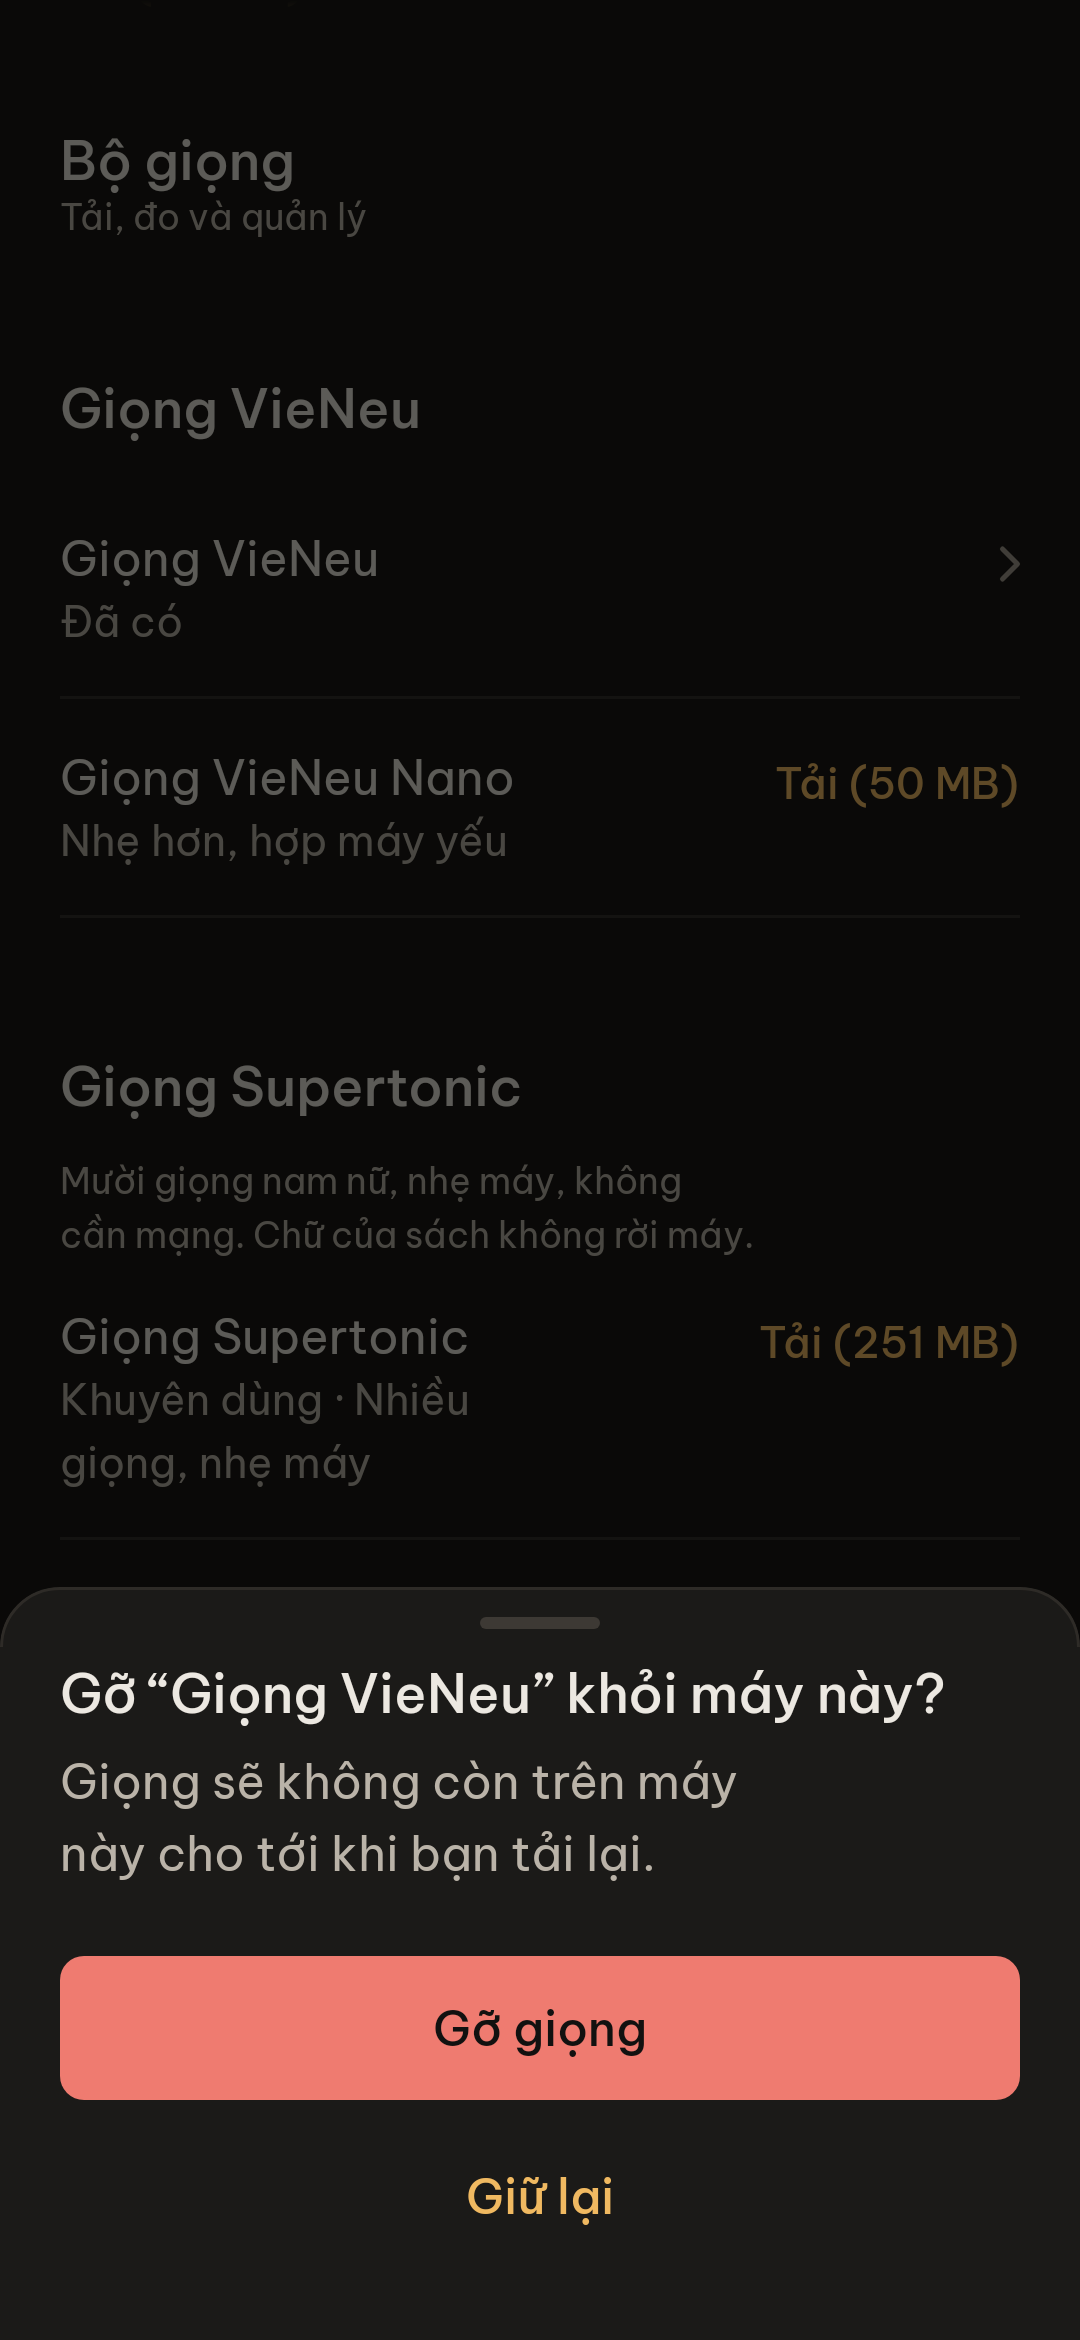 Bộ giọng
Tải, đo và quản lý
Giọng VieNeu
Giọng VieNeu
Đã có
Giọng VieNeu Nano
Tải (50 MB)
Nhẹ hơn, hợp máy yếu
Giọng Supertonic
Mười giọng nam nữ, nhẹ máy, không
cần mạng. Chữ của sách không rời máy.
Giọng Supertonic
Tải (251 MB)
Khuyên dùng · Nhiều
giọng, nhẹ máy
Gỡ “Giọng VieNeu” khỏi máy này?
Giọng sẽ không còn trên máy
này cho tới khi bạn tải lại.
Gỡ giọng
Giữ lại